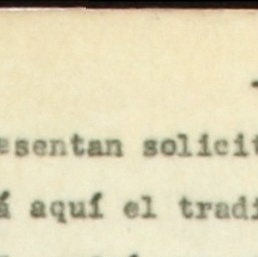 esentan solicit
á aquí el tradi